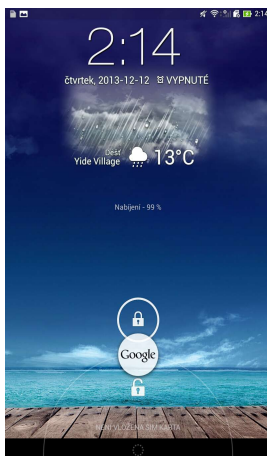 2:14
2:14
čtvrtek, 2013-12-12 VYPNUTÉ
Déšť
Yide Village 13°C
Nabíjení - 99 %
Google
NENÍ VLOŽENA SIM KARTA